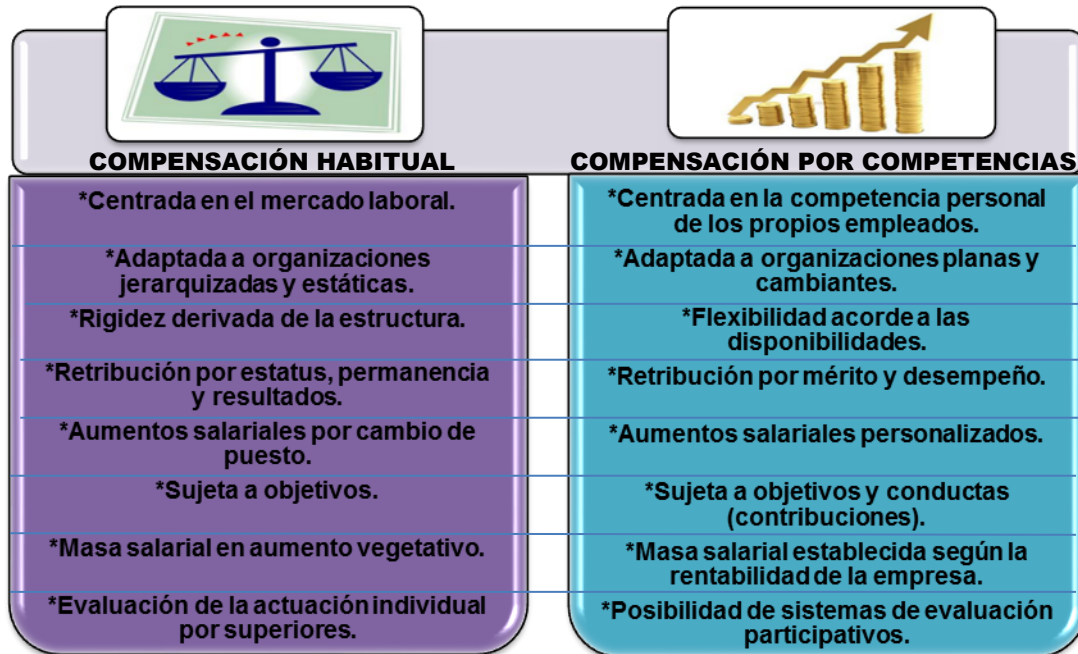 COMPENSACIÓN HABITUAL
*Centrada en el mercado laboral.
*Adaptada a organizaciones
jerarquizadas y estáticas.
*Rigidez derivada de la estructura.
*Retribución por estatus, permanencia
y resultados.
*Aumentos salariales por cambio de
puesto.
*Sujeta a objetivos.
*Masa salarial en aumento vegetativo.
*Evaluación de la actuación individual
por superiores.
COMPENSACIÓN POR COMPETENCIAS
*Centrada en la competencia personal
de los propios empleados.
*Adaptada a organizaciones planas y
cambiantes.
*Flexibilidad acorde a las
disponibilidades.
*Retribución por mérito y desempeño.
*Aumentos salariales personalizados.
*Sujeta a objetivos y conductas
(contribuciones).
*Masa salarial establecida según la
rentabilidad de la empresa.
*Posibilidad de sistemas de evaluación
participativos.